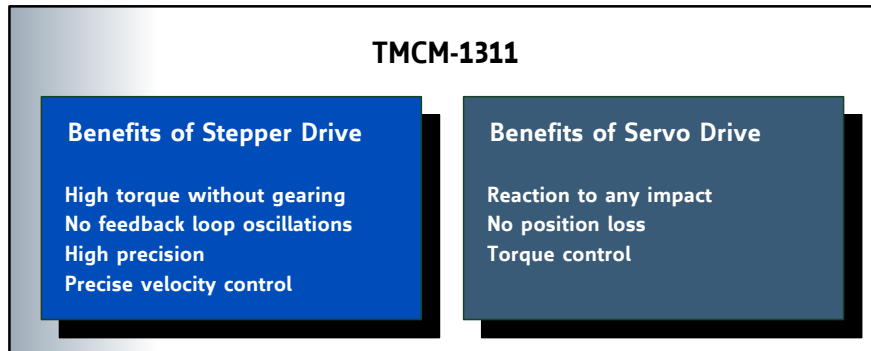 TMCM-1311
Benefits of Stepper Drive
High torque without gearing
No feedback loop oscillations
High precision
Precise velocity control
Benefits of Servo Drive
Reaction to any impact
No position loss
Torque control